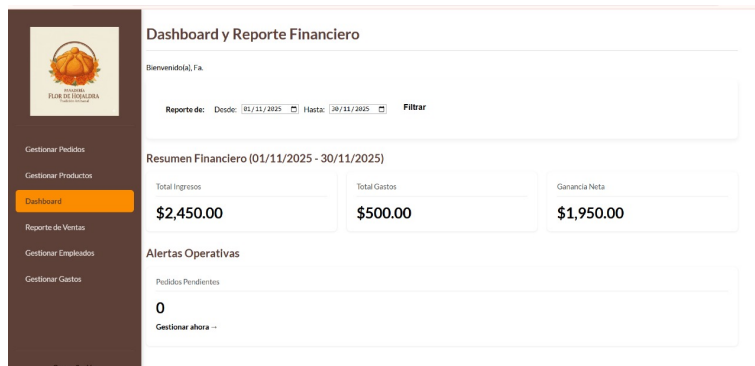 PANADERÍA
FLOR DE HOJALDRA
Gestionar Pedidos
Gestionar Productos
Dashboard
Reporte de Ventas
Gestionar Empleados
Gestionar Gastos
Dashboard y Reporte Financiero
Bienvenido(a), Fa.
Reporte de: Desde: 01/11/2025 Hasta: 30/11/2025 Filtrar
Resumen Financiero (01/11/2025 - 30/11/2025)
Total Ingresos
$2,450.00
Total Gastos
$500.00
Ganancia Neta
$1,950.00
Alertas Operativas
Pedidos Pendientes
0
Gestionar ahora →